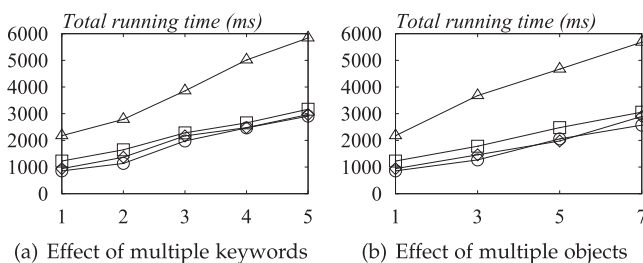 Total running time (ms)
6000
5000
4000
3000
2000
1000
0
1 2 3 4 5
(a) Effect of multiple keywords
Total running time (ms)
6000
5000
4000
3000
2000
1000
0
1 3 5 7
(b) Effect of multiple objects